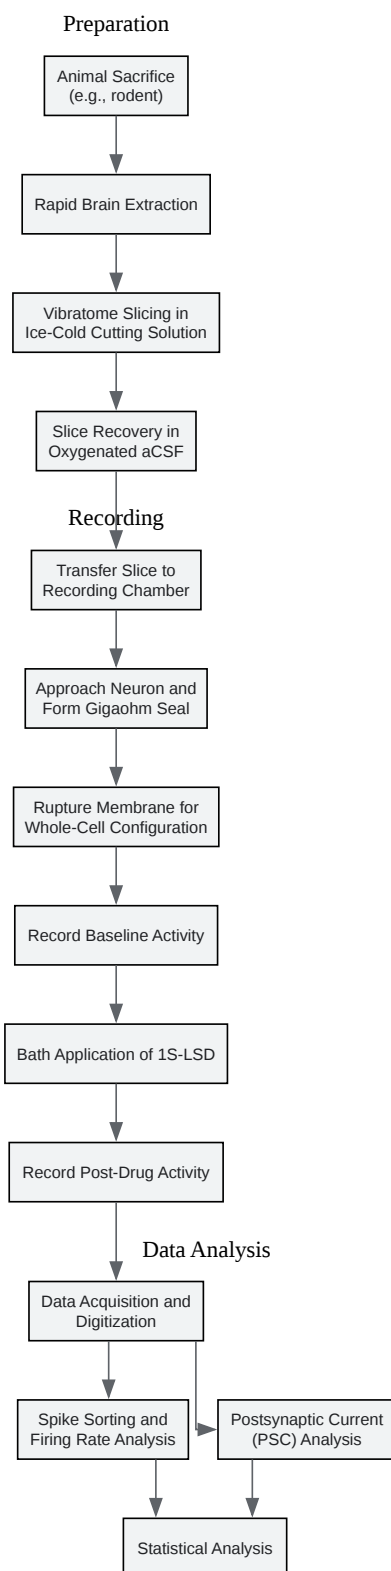 Preparation
Animal Sacrifice
(e.g., rodent)
Rapid Brain Extraction
Vibratome Slicing in
Ice-Cold Cutting Solution
Slice Recovery in
Oxygenated aCSF
Recording
Transfer Slice to
Recording Chamber
Approach Neuron and
Form Gigaohm Seal
Rupture Membrane for
Whole-Cell Configuration
Record Baseline Activity
Bath Application of 1S-LSD
Record Post-Drug Activity
Data Analysis
Data Acquisition and
Digitization
Spike Sorting and
Firing Rate Analysis
Postsynaptic Current
(PSC) Analysis
Statistical Analysis